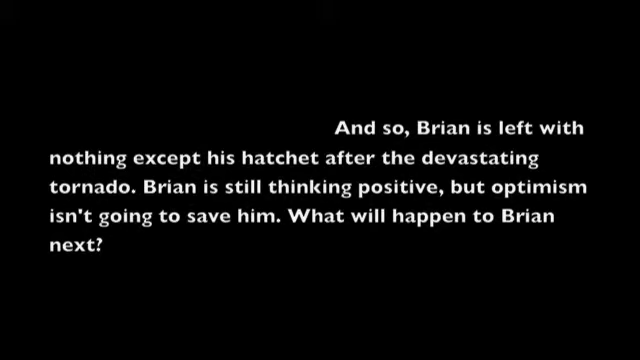 And so, Brian is left with
nothing except his hatchet after the devastating
tornado. Brian is still thinking positive, but optimism
isn't going to save him. What will happen to Brian
next?